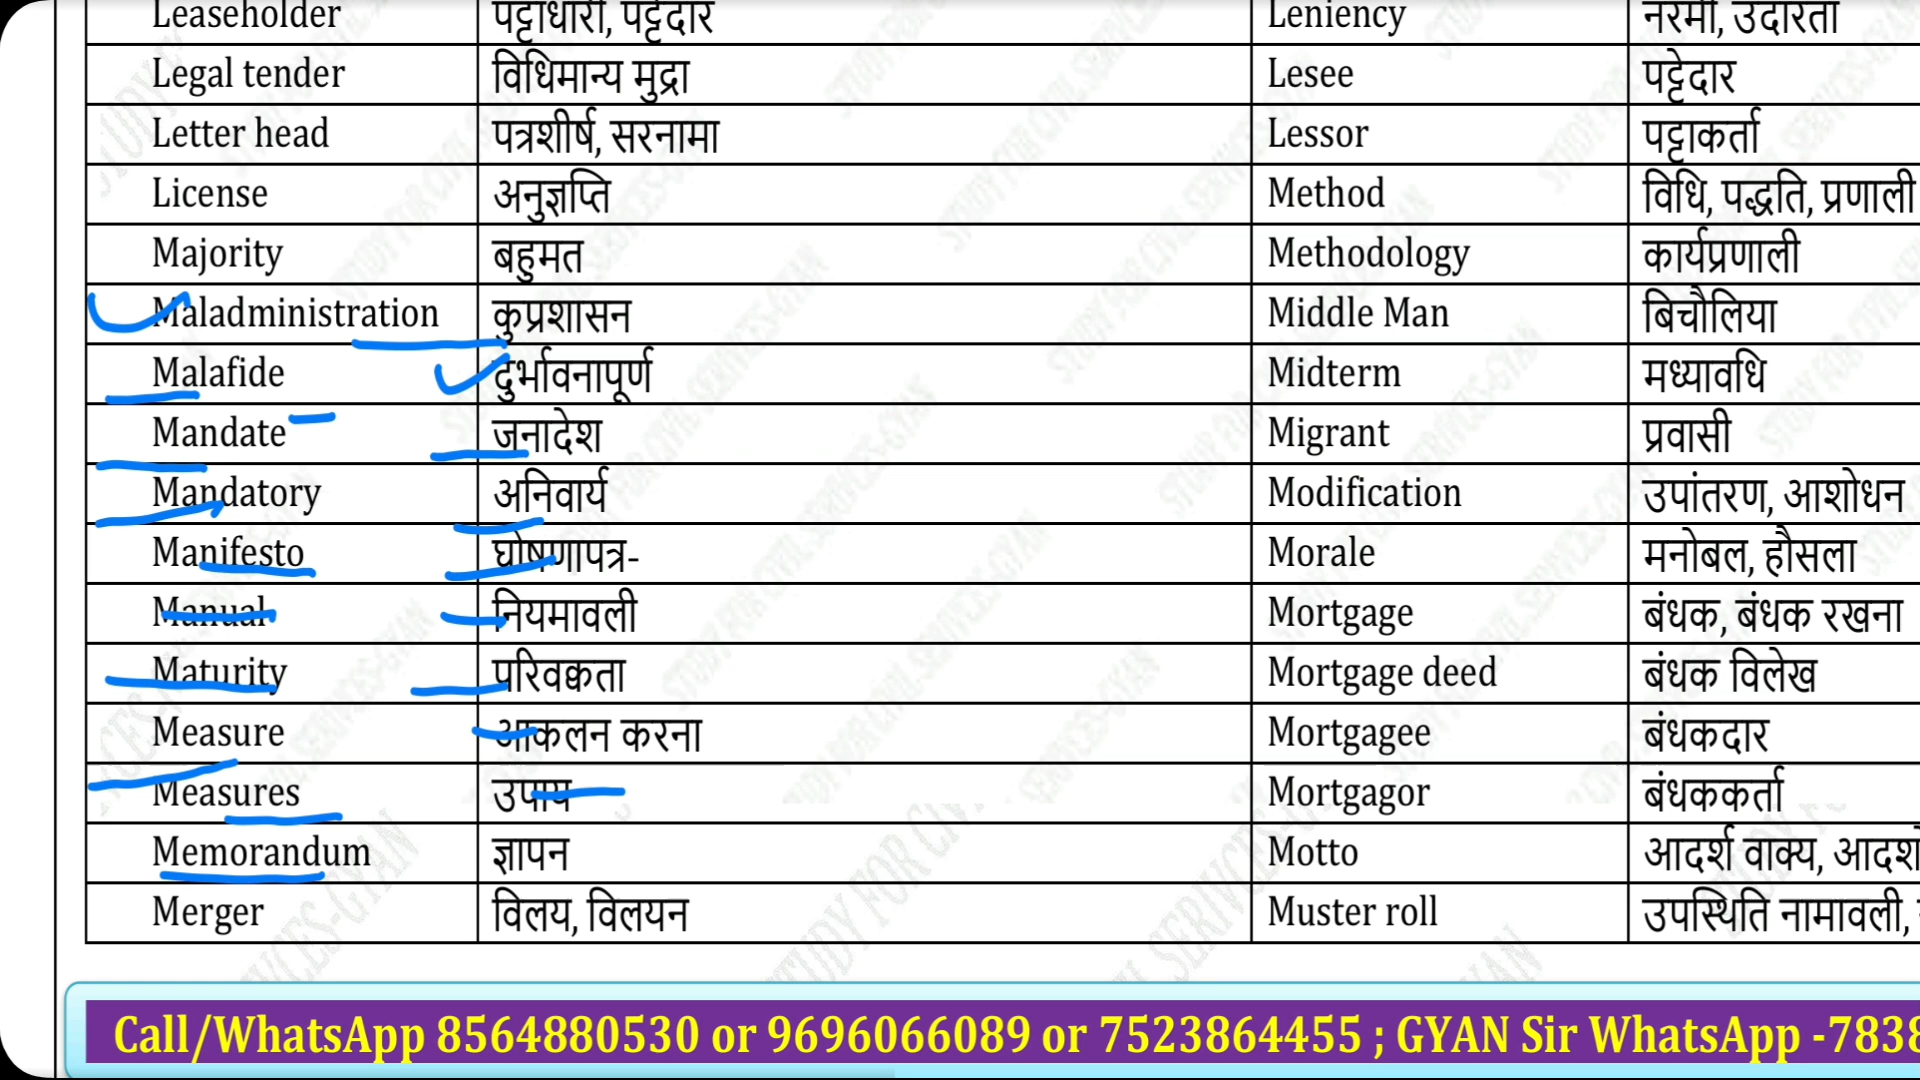 Leaseholder पट्टाधारी, पट्टेदार Leniency नरमी, उदारता
Legal tender विधिमान्य मुद्रा Lesee पट्टेदार
Letter head पत्रशीर्ष, सरनामा Lessor पट्टाकर्ता
License अनुज्ञप्ति Method विधि, पद्धति, प्रणाली
Majority बहुमत Methodology कार्यप्रणाली
Maladministration कुप्रशासन Middle Man बिचौलिया
Malafide दुर्भावनापूर्ण Midterm मध्यावधि
Mandate जनादेश Migrant प्रवासी
Mandatory अनिवार्य Modification उपांतरण, आशोधन
Manifesto घोषणापत्र- Morale मनोबल, हौसला
Manual नियमावली Mortgage बंधक, बंधक रखना
Maturity परिवक्वता Mortgage deed बंधक विलेख
Measure आकलन करना Mortgagee बंधकदार
Measures उपाय Mortgagor बंधककर्ता
Memorandum ज्ञापन Motto आदर्श वाक्य,
Merger विलय, विलयन Muster roll उपस्थिति नामावली,
Call/WhatsApp 8564880530 or 9696066089 or 7523864455 ; GYAN Sir WhatsApp -7838